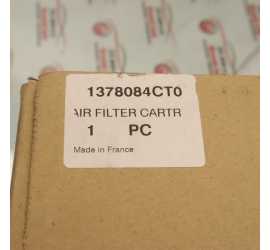 1378084CT0
AIR FILTER CARTR
1 PC
Made in France